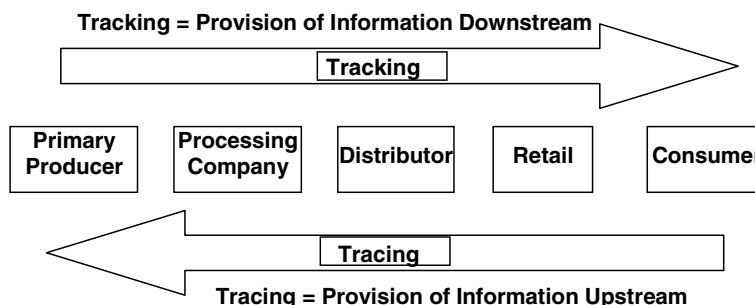 Tracking = Provision of Information Downstream
Tracking
Primary
Producer
Processing
Company
Distributor
Retail
Consumer
Tracing
Tracing = Provision of Information Upstream